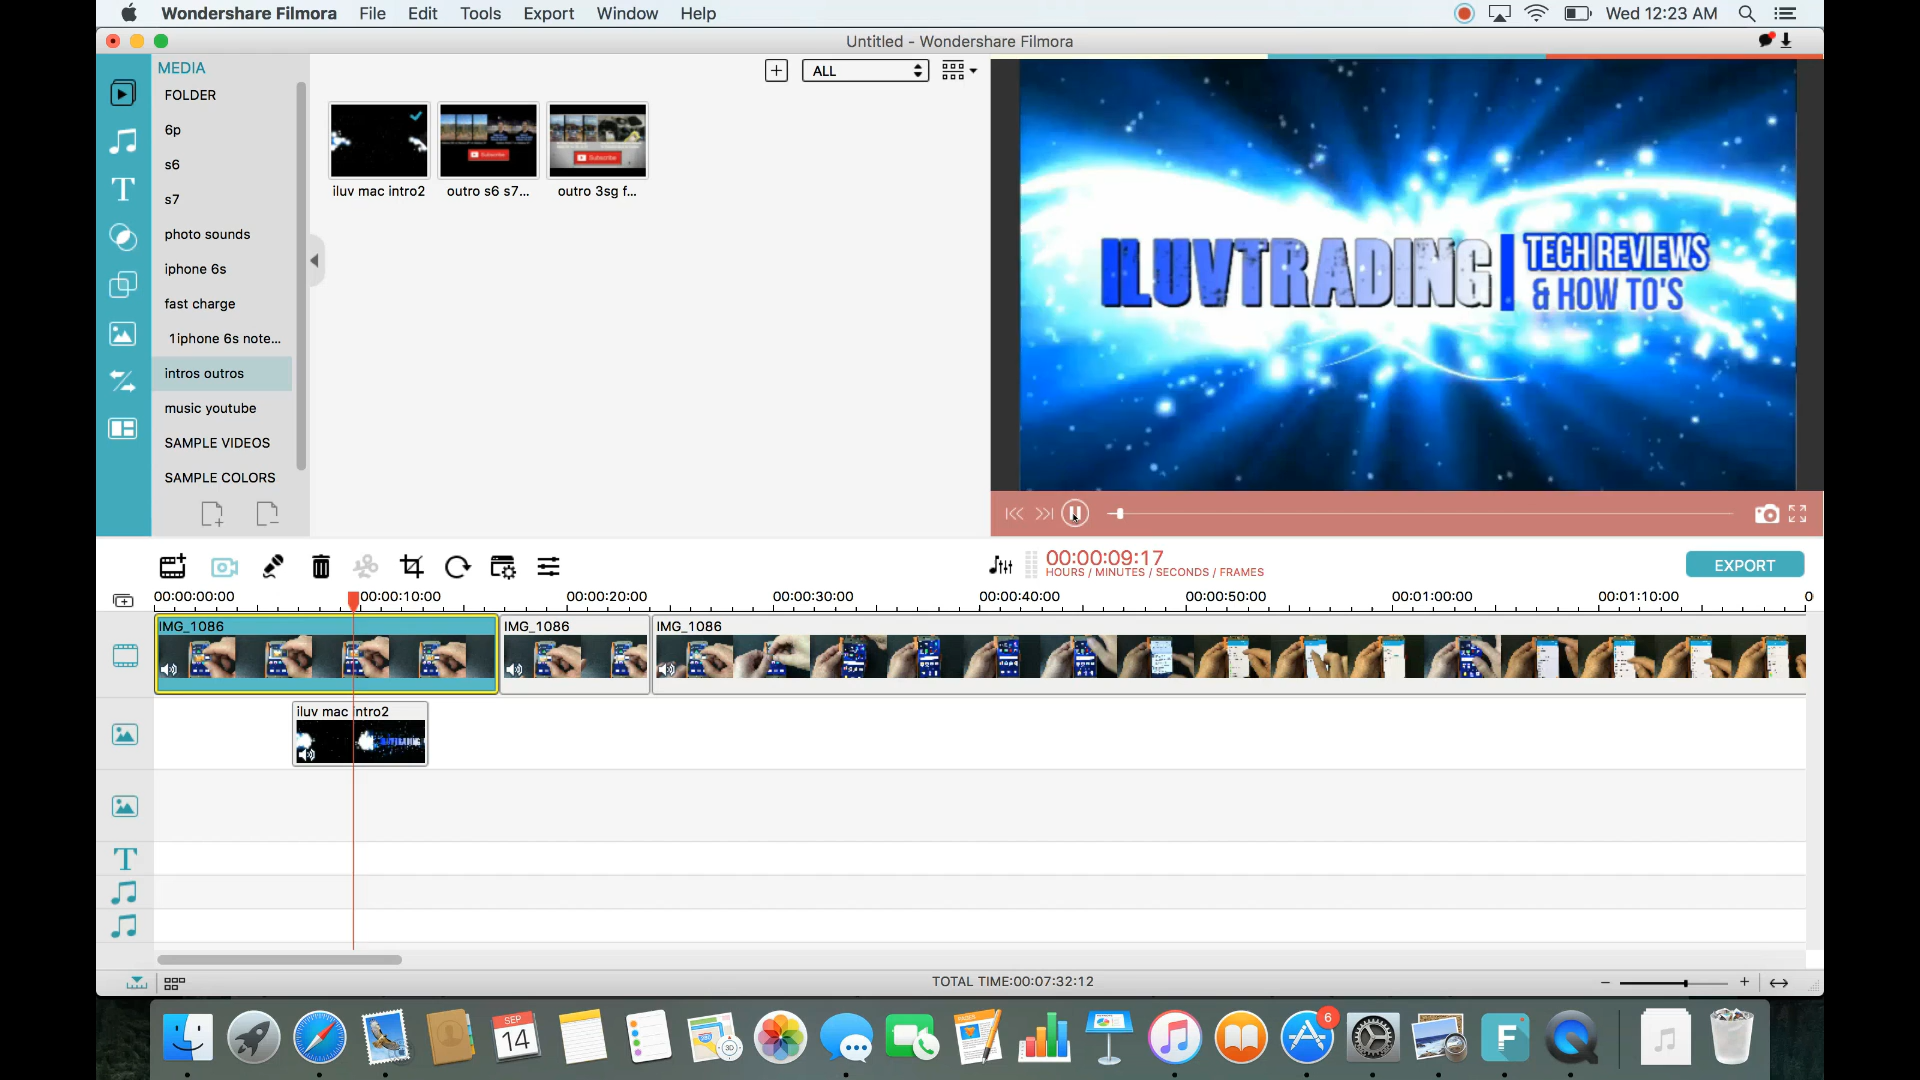 Wondershare Filmora File Edit Tools Export Window Help Wed 12:23 AM
Untitled - Wondershare Filmora
MEDIA
FOLDER
6p
s6
s7
photo sounds
iphone 6s
fast charge
1iphone 6s note...
intros outros
music youtube
SAMPLE VIDEOS
SAMPLE COLORS
ALL
Subscribe
Subscribe
iluv mac intro2 outro s6 s7... outro 3sg f...
ILUVTRADING
TECH REVIEWS
& HOW TO'S
00:00:09:17
HOURS / MINUTES / SECONDS / FRAMES
EXPORT
00:00:00:00 00:00:10:00 00:00:20:00 00:00:30:00 00:00:40:00 00:00:50:00 00:01:00:00 00:01:10:00 0
IMG_1086 IMG_1086 IMG_1086
iluv mac intro2
TOTAL TIME:00:07:32:12
SEP
14
3D
6